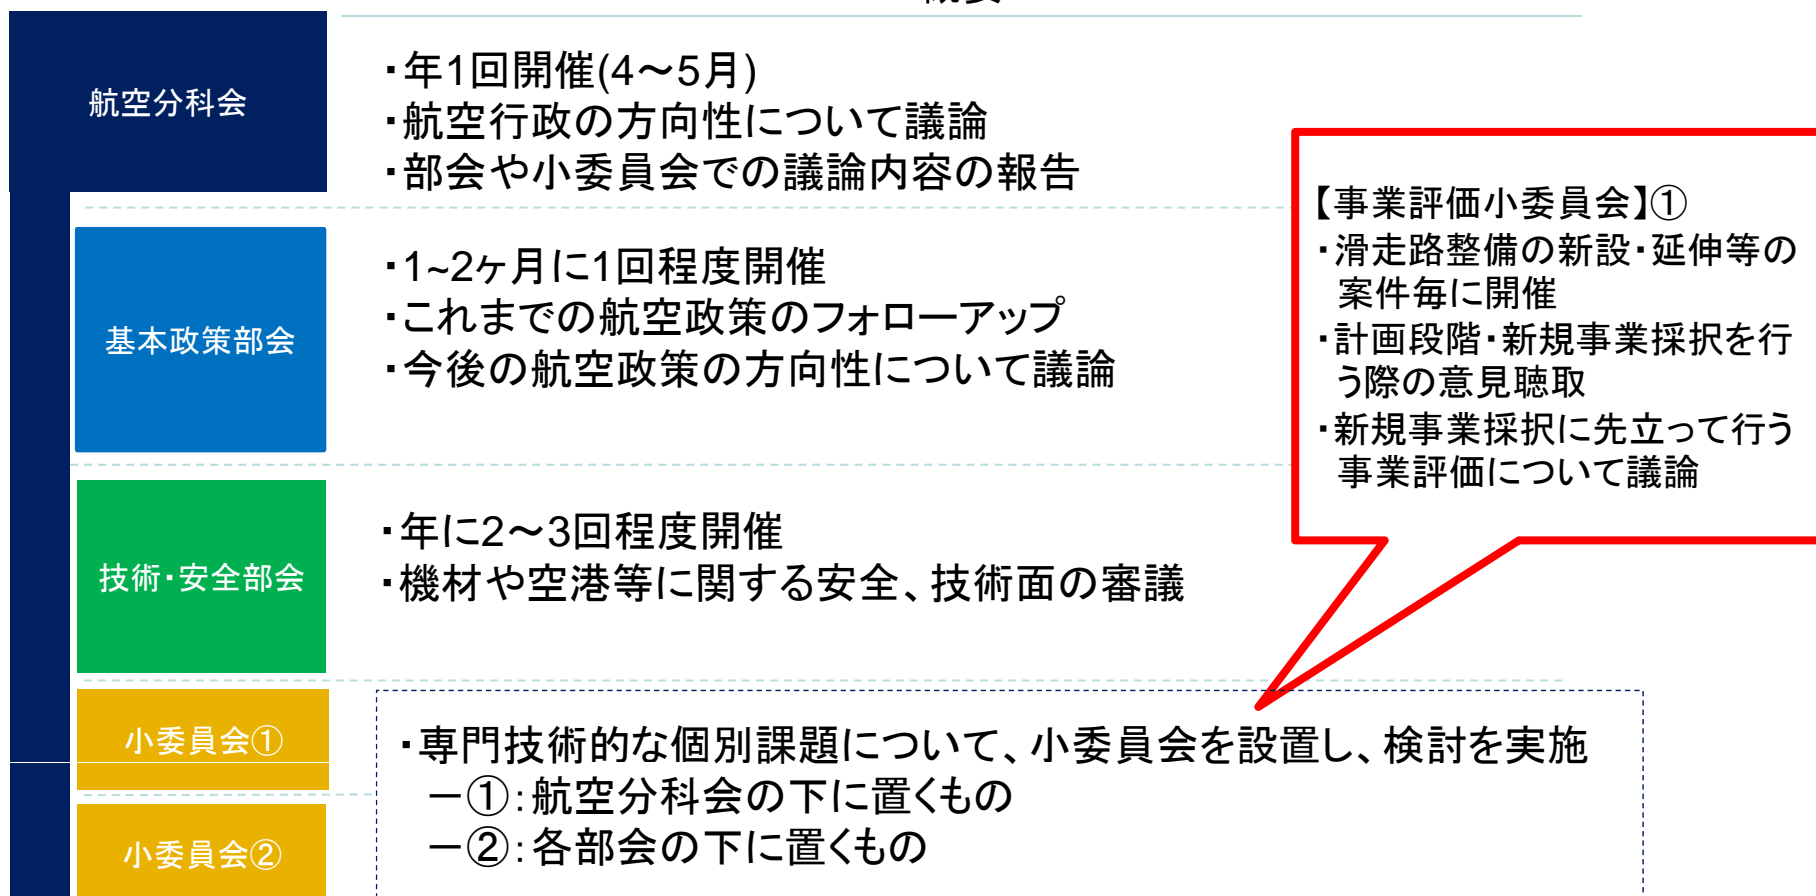 航空分科会
・年1回開催(4～5月)
・航空行政の方向性について議論
・部会や小委員会での議論内容の報告
基本政策部会
・1~2ヶ月に1回程度開催
・これまでの航空政策のフォローアップ
・今後の航空政策の方向性について議論
技術・安全部会
・年に2～3回程度開催
・機材や空港等に関する安全、技術面の審議
【事業評価小委員会】①
・滑走路整備の新設・延伸等の
案件毎に開催
・計画段階・新規事業採択を行
う際の意見聴取
・新規事業採択に先立って行う
事業評価について議論
小委員会①
小委員会②
・専門技術的な個別課題について、小委員会を設置し、検討を実施
－①：航空分科会の下に置くもの
－②：各部会の下に置くもの